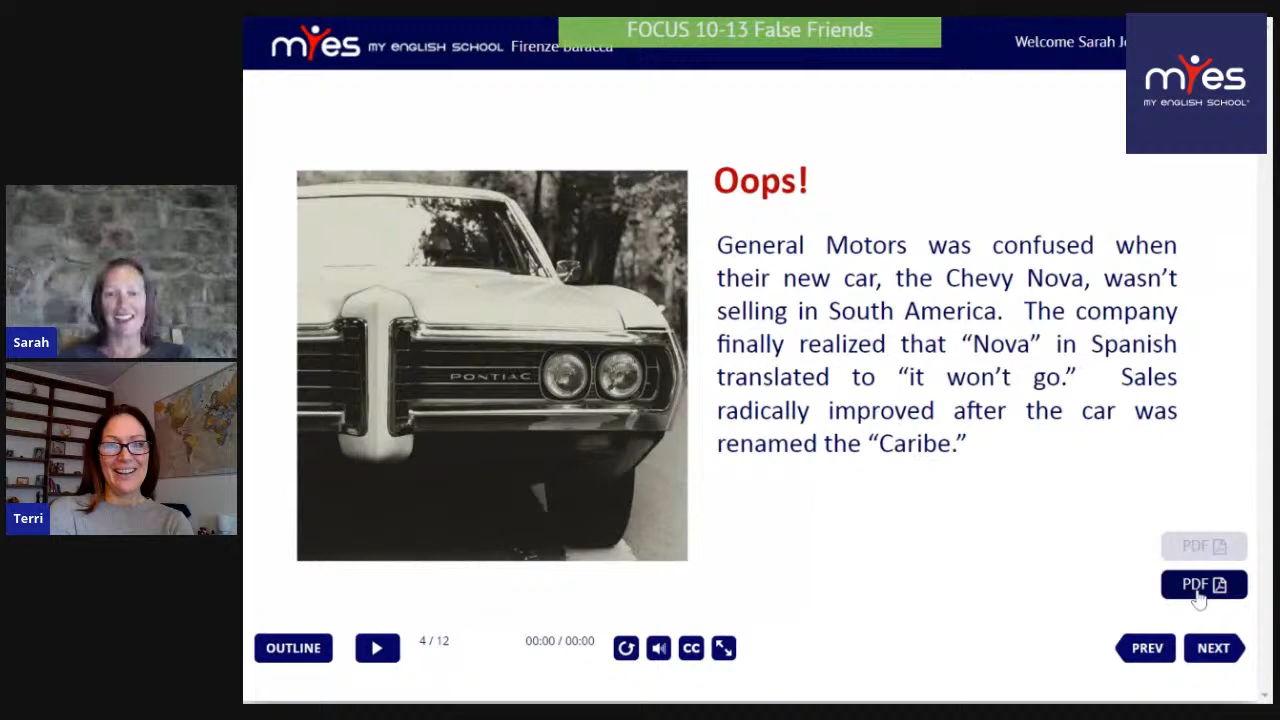 FOCUS 10-13 False Friends
myes MY ENGLISH SCHOOL Firenze Baracca
Welcome Sarah
myes
MY ENGLISH SCHOOL
Oops!
General Motors was confused when
their new car, the Chevy Nova, wasn't
selling in South America. The company
finally realized that “Nova” in Spanish
translated to “it won't go.” Sales
radically improved after the car was
renamed the “Caribe.”
PONTIAC
Sarah
Terri
PDF
PDF
OUTLINE
4 / 12
00:00 / 00:00
CC
PREV
NEXT